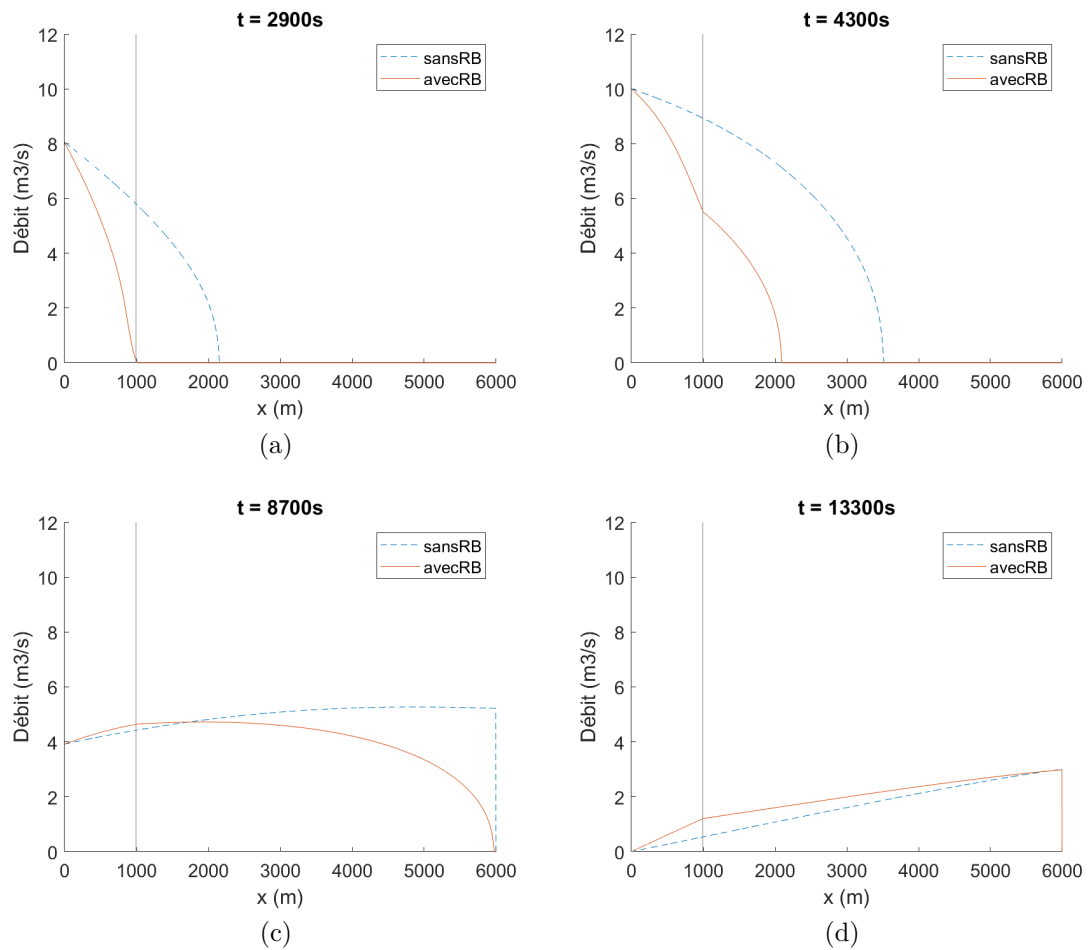 t = 2900s
12
10
8
6
4
2
0
Débit (m3/s)
sansRB
avecRB
0 1000 2000 3000 4000 5000 6000
x (m)
(a)
t = 4300s
12
10
8
6
4
2
0
Débit (m3/s)
sansRB
avecRB
0 1000 2000 3000 4000 5000 6000
x (m)
(b)
t = 8700s
12
10
8
6
4
2
0
Débit (m3/s)
sansRB
avecRB
0 1000 2000 3000 4000 5000 6000
x (m)
(c)
t = 13300s
12
10
8
6
4
2
0
Débit (m3/s)
sansRB
avecRB
0 1000 2000 3000 4000 5000 6000
x (m)
(d)